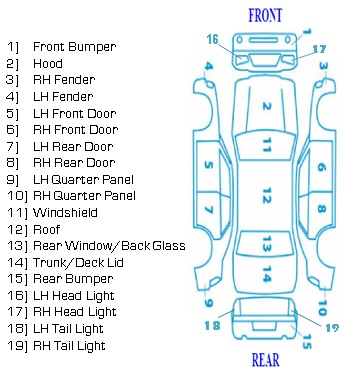 FRONT
1] Front Bumper
2] Hood
3] RH Fender
4] LH Fender
5] LH Front Door
6] RH Front Door
7] LH Rear Door
8] RH Rear Door
9] LH Quarter Panel
10] RH Quarter Panel
11] Windshield
12] Roof
13] Rear Window/Back Glass
14] Trunk/Deck Lid
15] Rear Bumper
16] LH Head Light
17] RH Head Light
18] LH Tail Light
19] RH Tail Light
1
16
17
4
3
2
11
5
6
12
7
8
13
14
9
10
18
19
15
REAR